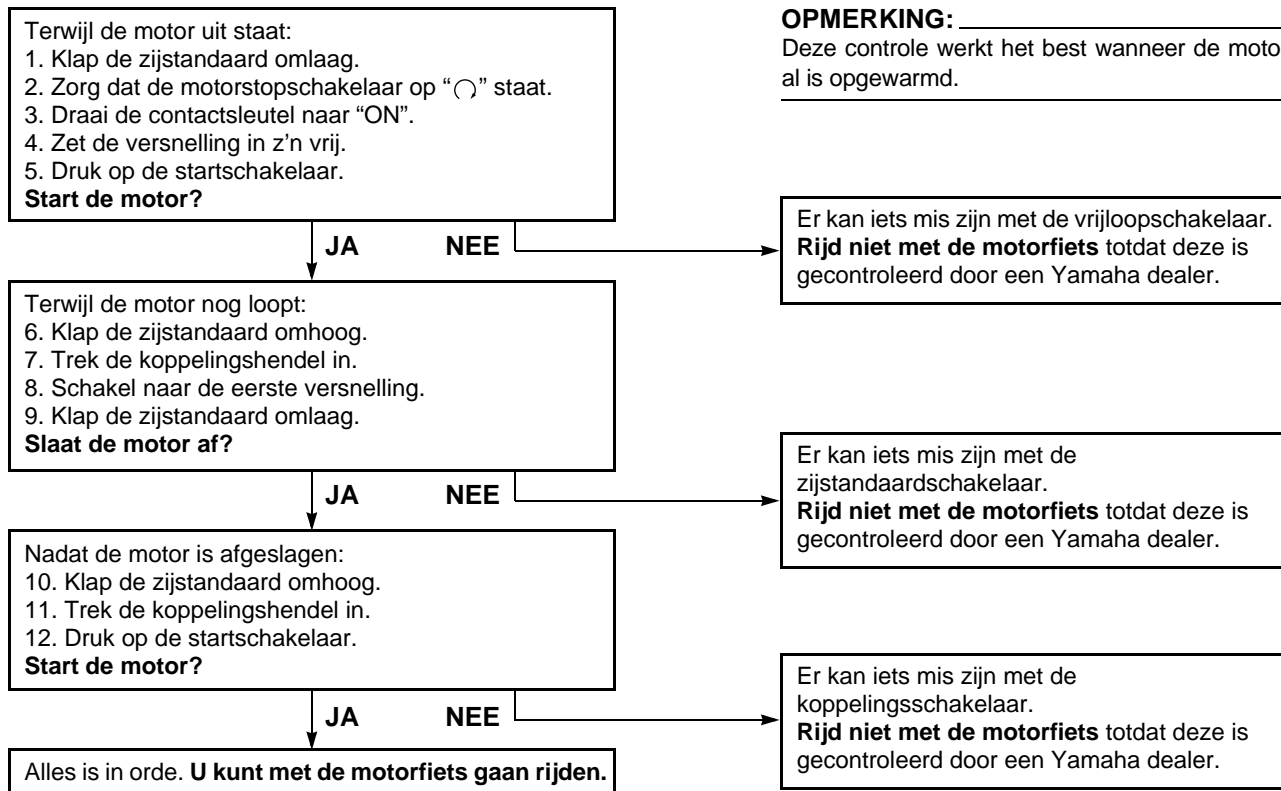 Terwijl de motor uit staat:
1. Klap de zijstandaard omlaag.
2. Zorg dat de motorstopschakelaar op “ ” staat.
3. Draai de contactsleutel naar “ON”.
4. Zet de versnelling in z’n vrij.
5. Druk op de startschakelaar.
Start de motor?
OPMERKING:
Deze controle werkt het best wanneer de moto
al is opgewarmd.
JA NEE
Er kan iets mis zijn met de vrijloopschakelaar.
Rijd niet met de motorfiets totdat deze is
gecontroleerd door een Yamaha dealer.
Terwijl de motor nog loopt:
6. Klap de zijstandaard omhoog.
7. Trek de koppelingshendel in.
8. Schakel naar de eerste versnelling.
9. Klap de zijstandaard omlaag.
Slaat de motor af?
JA NEE
Er kan iets mis zijn met de
zijstandaardschakelaar.
Rijd niet met de motorfiets totdat deze is
gecontroleerd door een Yamaha dealer.
Nadat de motor is afgeslagen:
10. Klap de zijstandaard omhoog.
11. Trek de koppelingshendel in.
12. Druk op de startschakelaar.
Start de motor?
JA NEE
Er kan iets mis zijn met de
koppelingsschakelaar.
Rijd niet met de motorfiets totdat deze is
gecontroleerd door een Yamaha dealer.
Alles is in orde. U kunt met de motorfiets gaan rijden.